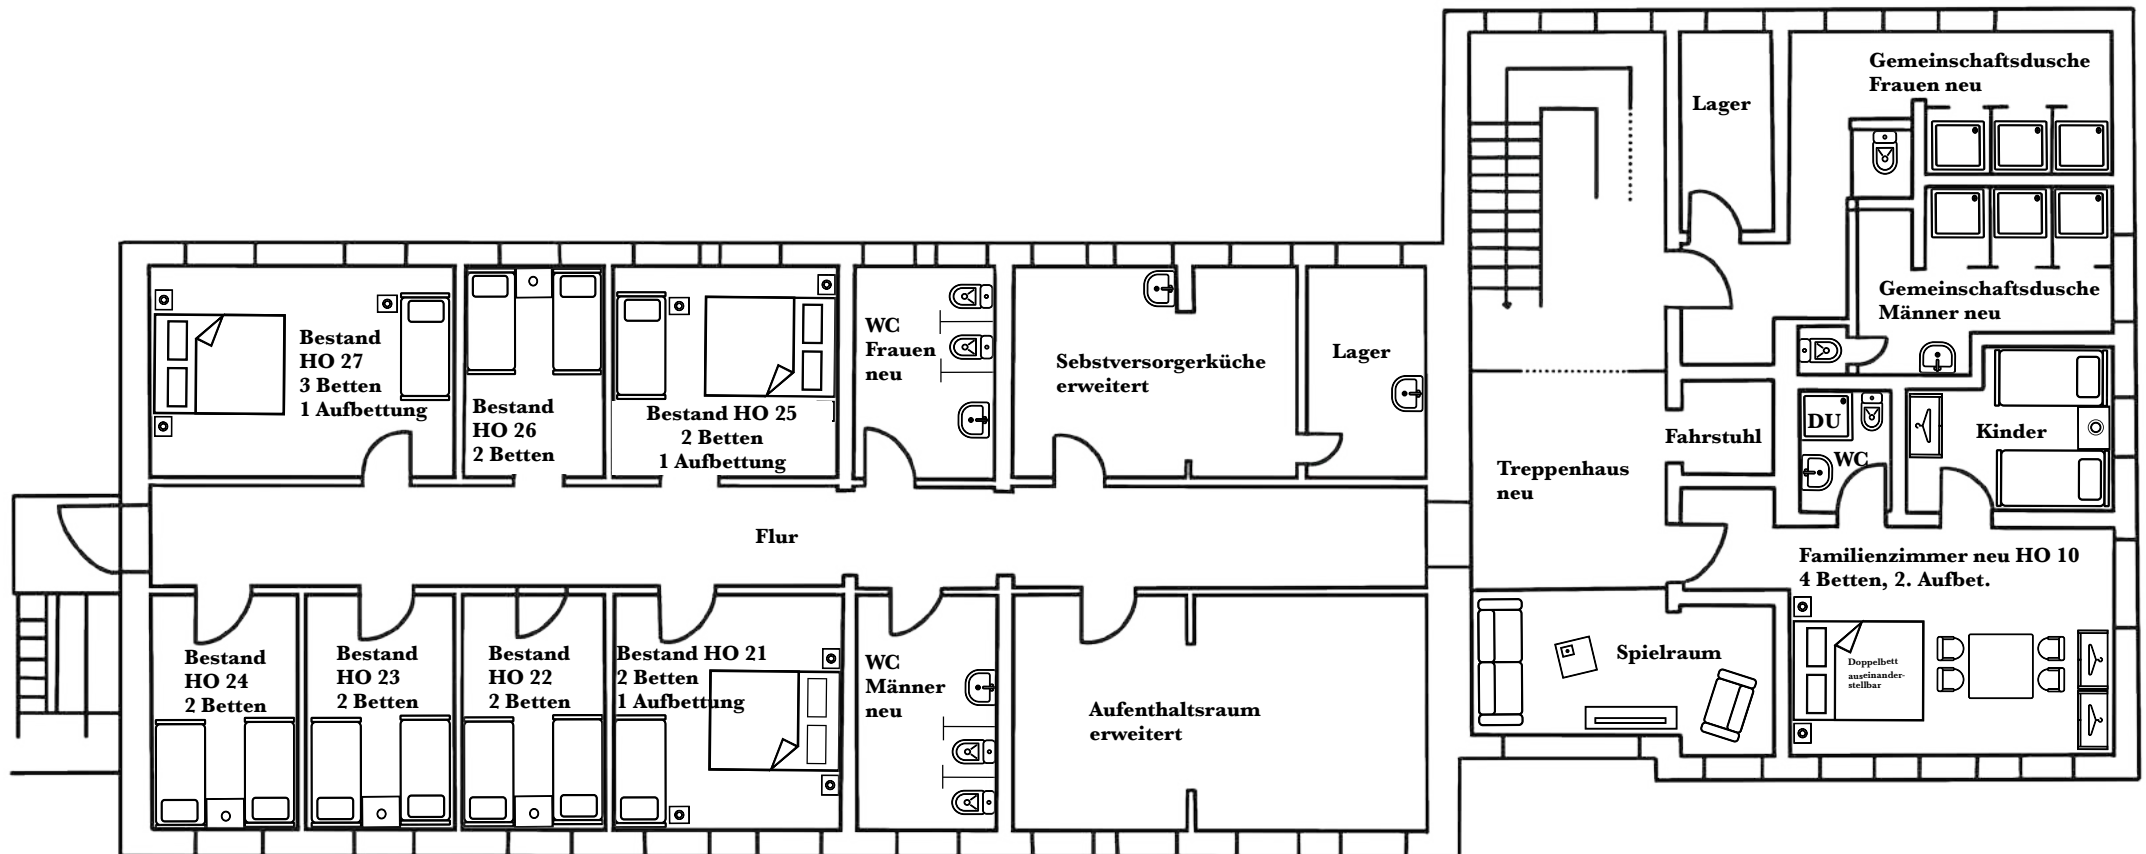 Gemeinschaftsdusche
Frauen neu
Lager
Gemeinschaftsdusche
Männer neu
Bestand
HO 27
3 Betten
1 Aufbettung
Bestand
HO 26
2 Betten
Bestand HO 25
2 Betten
1 Aufbettung
WC
Frauen
neu
Sebstversorgerküche
erweitert
Lager
Treppenhaus
neu
Fahrstuhl
DU
WC
Kinder
Flur
Familienzimmer neu HO 10
4 Betten, 2. Aufbet.
Bestand
HO 24
2 Betten
Bestand
HO 23
2 Betten
Bestand
HO 22
2 Betten
Bestand HO 21
2 Betten
1 Aufbettung
WC
Männer
neu
Aufenthaltsraum
erweitert
Spielraum
Doppelbett
auseinander-
stellbar